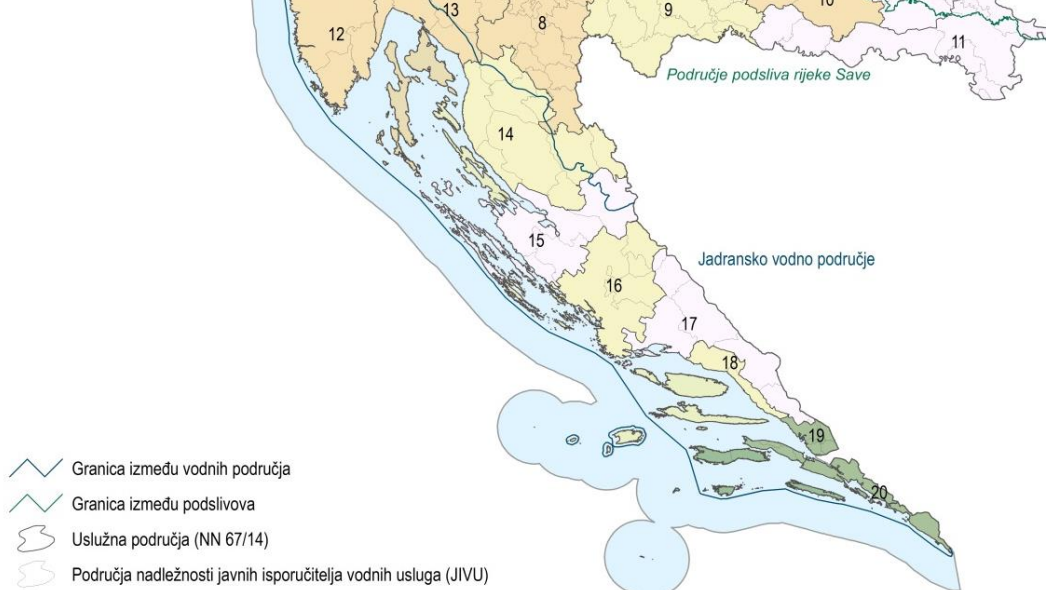 9
10
13
8
12
11
Područje podsliva rijeke Save
14
15
Jadransko vodno područje
16
17
18
19
20
Granica između vodnih područja
Granica između podslivova
Uslužna područja (NN 67/14)
Područja nadležnosti javnih isporučitelja vodnih usluga (JIVU)